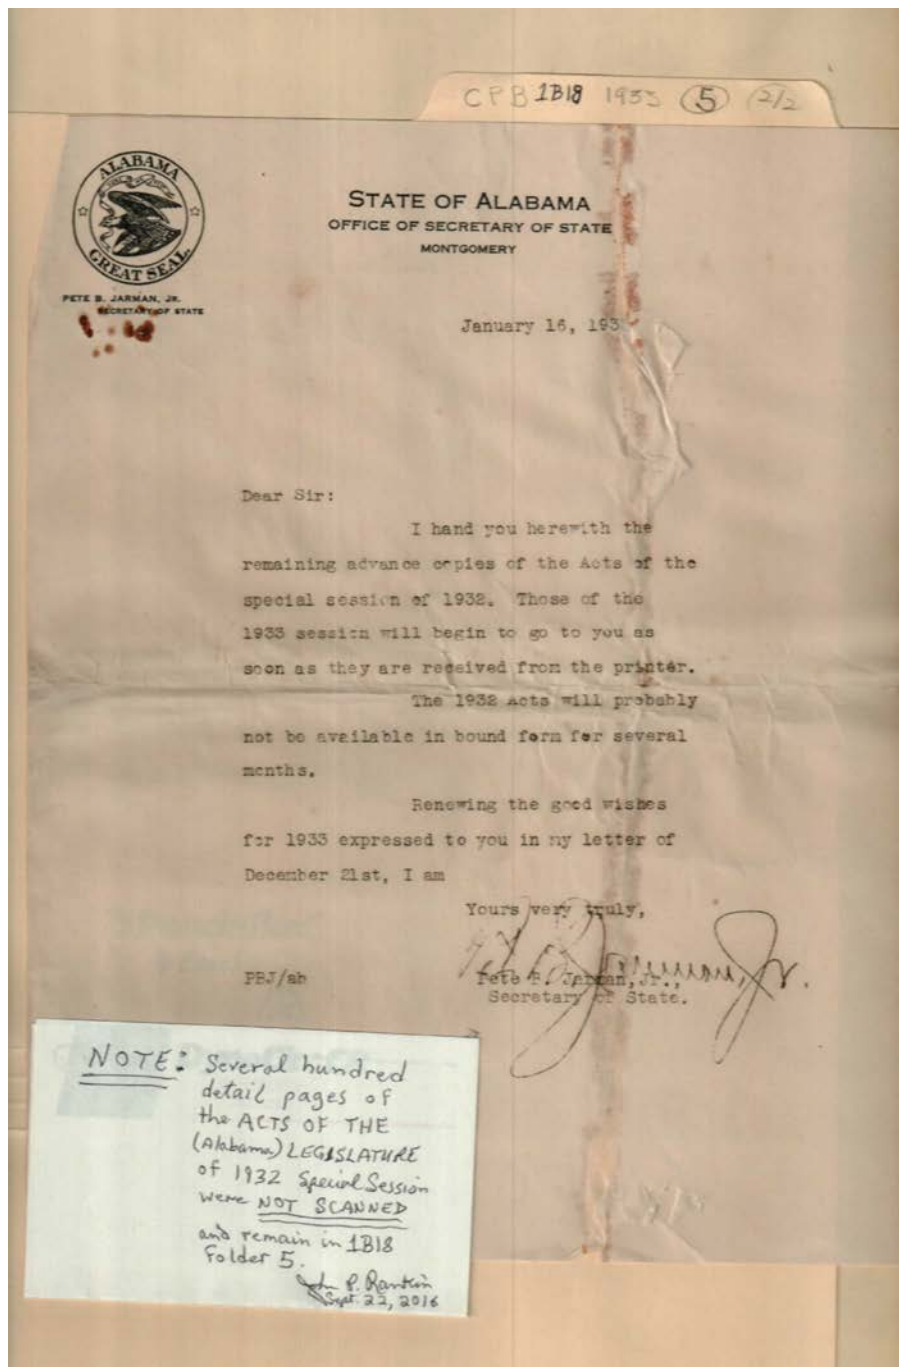 CPB 1B18 1933 5 2/2
ALABAMA
GREAT SEAL
PETE B. JARMAN, JR.
SECRETARY OF STATE
STATE OF ALABAMA
OFFICE OF SECRETARY OF STATE
MONTGOMERY
January 16, 193
Dear Sir:
I hand you herewith the
remaining advance copies of the Acts of the
special session of 1932. Those of the
1933 session will begin to go to you as
soon as they are received from the printer.
The 1932 Acts will probably
not be available in bound form for several
months.
Renewing the good wishes
for 1933 expressed to you in my letter of
December 21st, I am
Yours very truly,
Pete B. Jarman, Jr.
PBJ/ab
Pete B. Jarman, Jr.,
Secretary of State.
NOTE: Several hundred
detail pages of
the ACTS OF THE
(Alabama) LEGISLATURE
of 1932 Special Session
were NOT SCANNED
and remain in 1B18
Folder 5.
John P. Rankin
Sept. 22, 2016